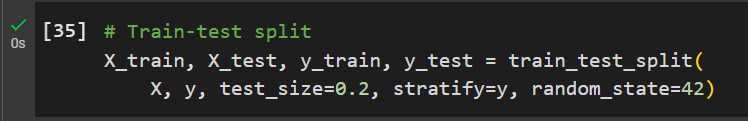 [35] # Train-test split
0s
X_train, X_test, y_train, y_test = train_test_split(
X, y, test_size=0.2, stratify=y, random_state=42)